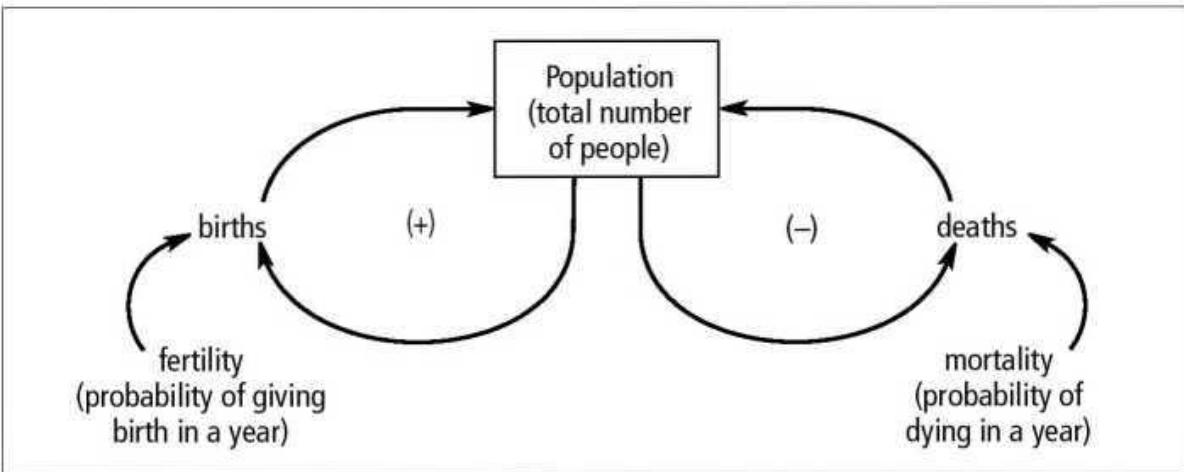 Population
(total number
of people)
births
(+)
(–)
deaths
fertility
(probability of giving
birth in a year)
mortality
(probability of
dying in a year)